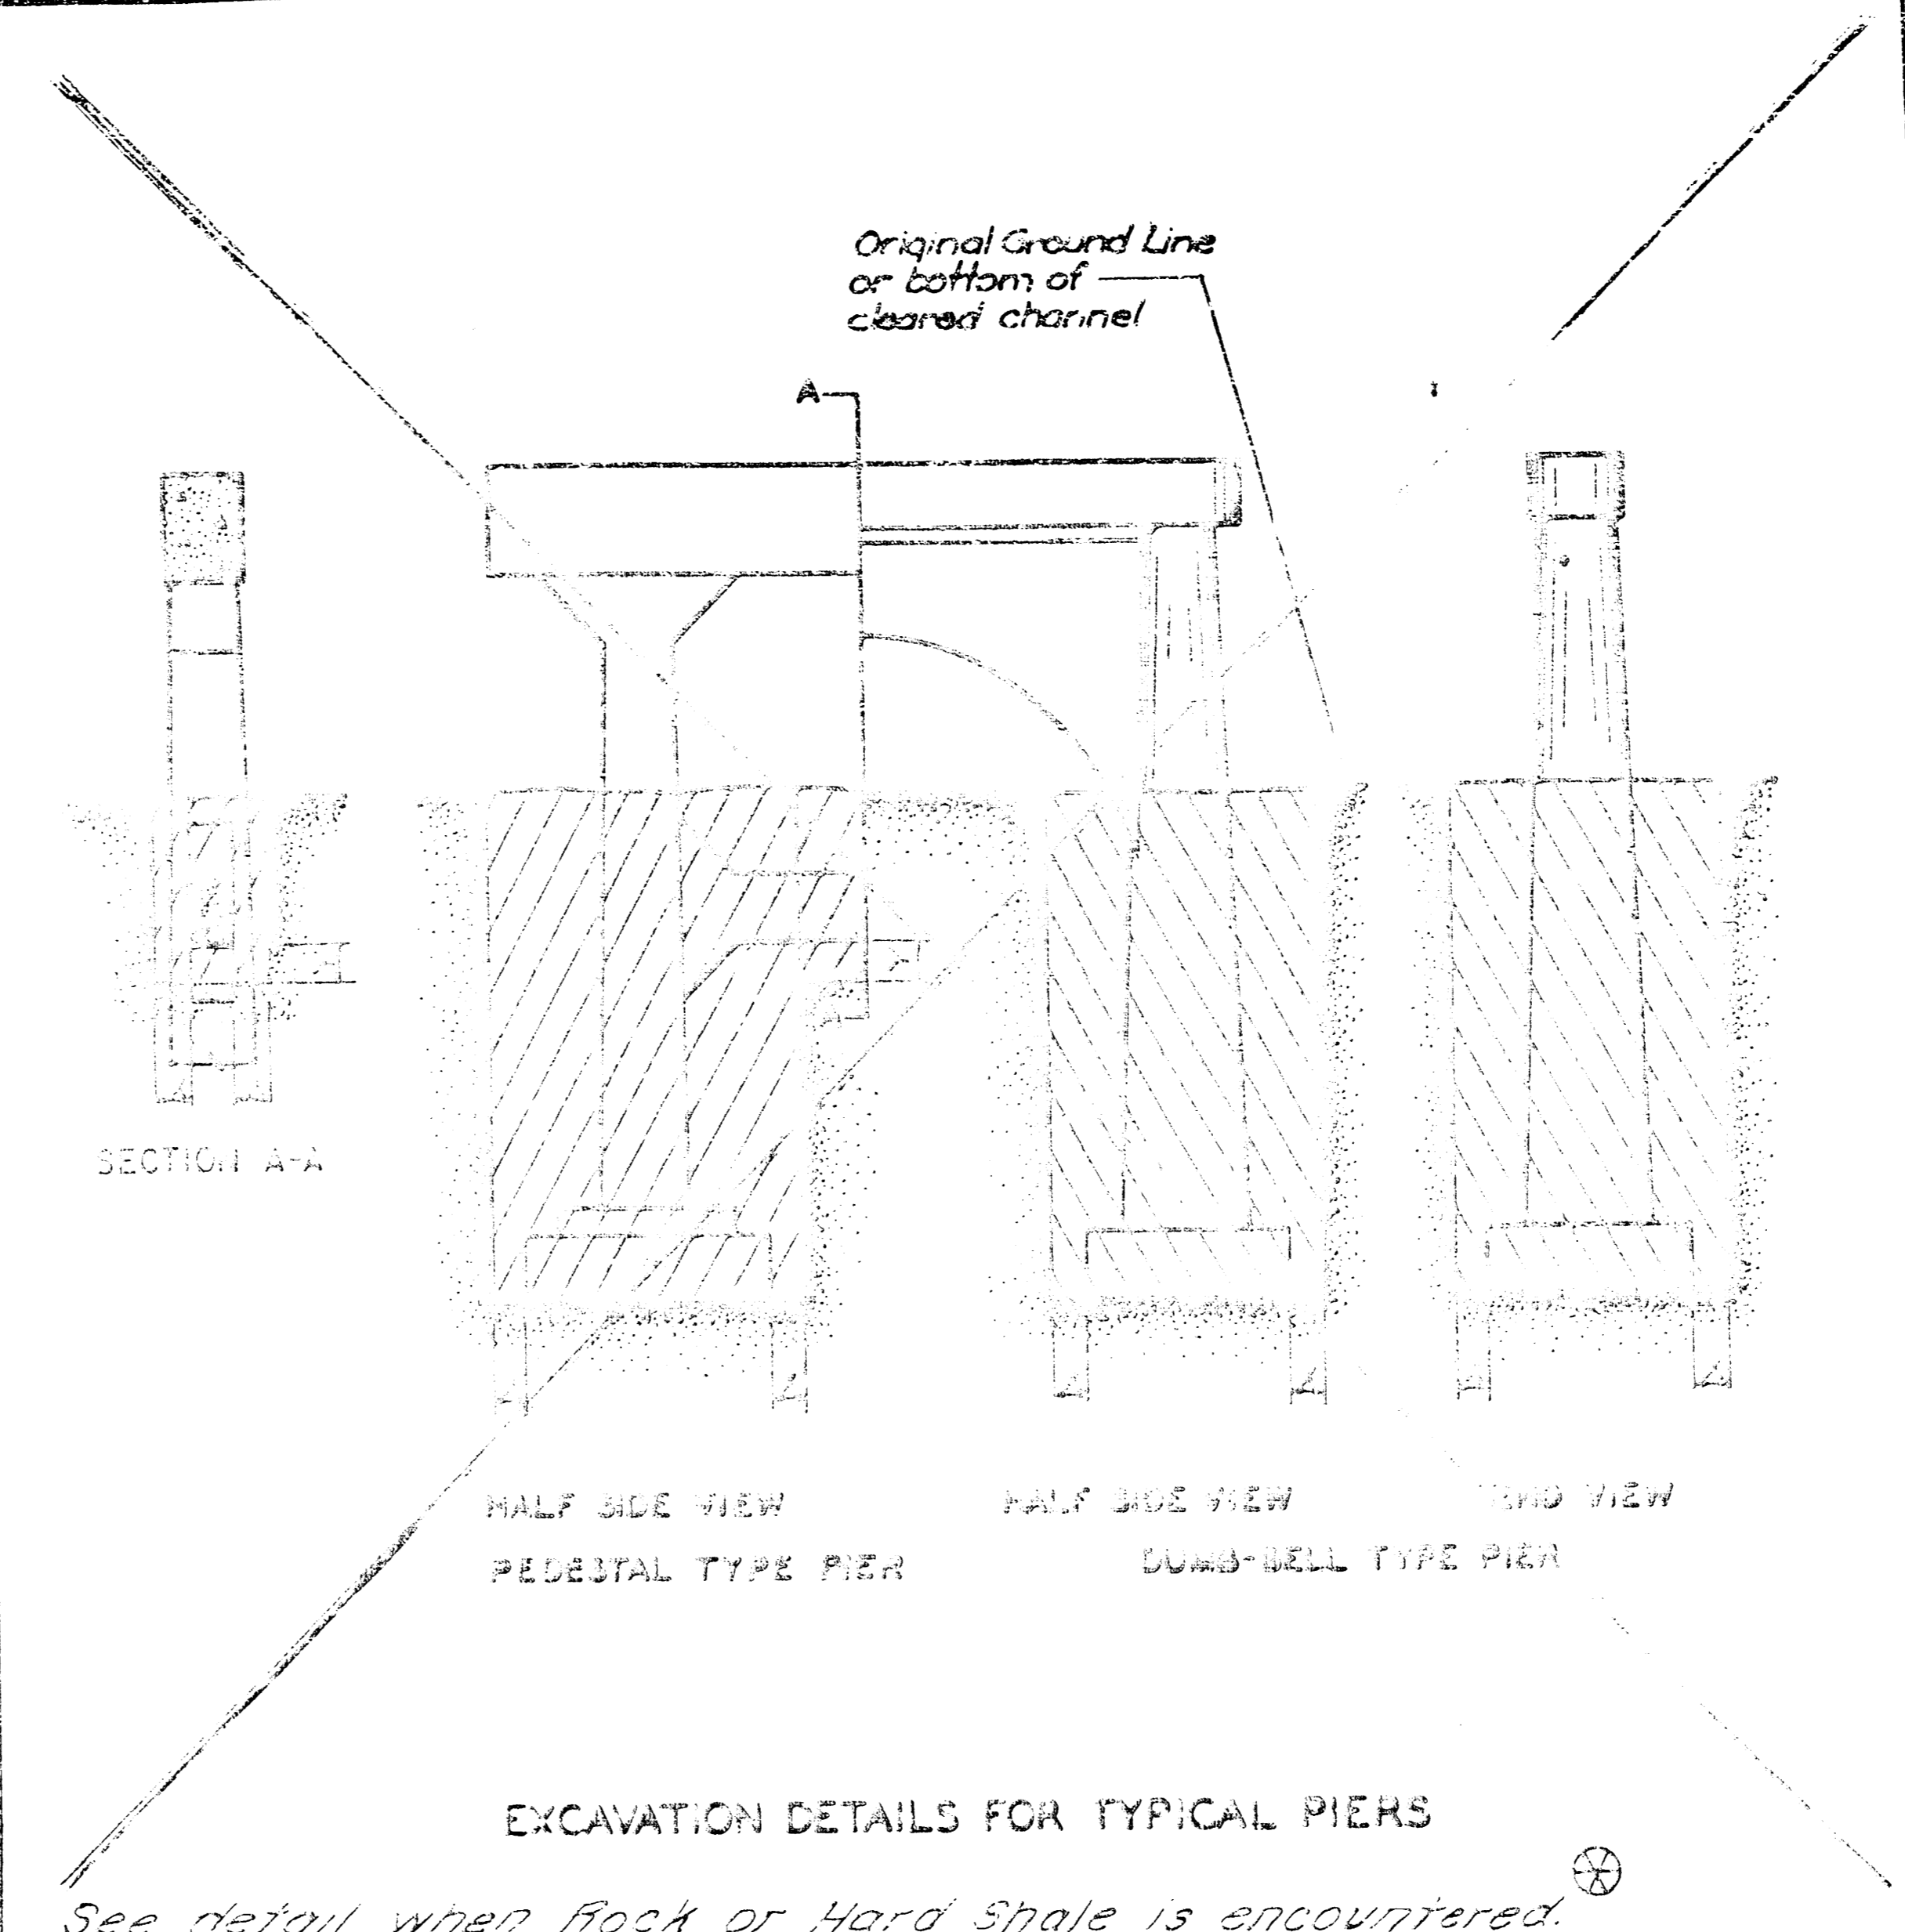 Original Ground Line
or bottom of
cleared channel
A
A
SECTION A-A
HALF SIDE VIEW
HALF SIDE VIEW
END VIEW
PEDESTAL TYPE PIER
DUMB-BELL TYPE PIER
EXCAVATION DETAILS FOR TYPICAL PIERS
See detail when Rock or Hard Shale is encountered.